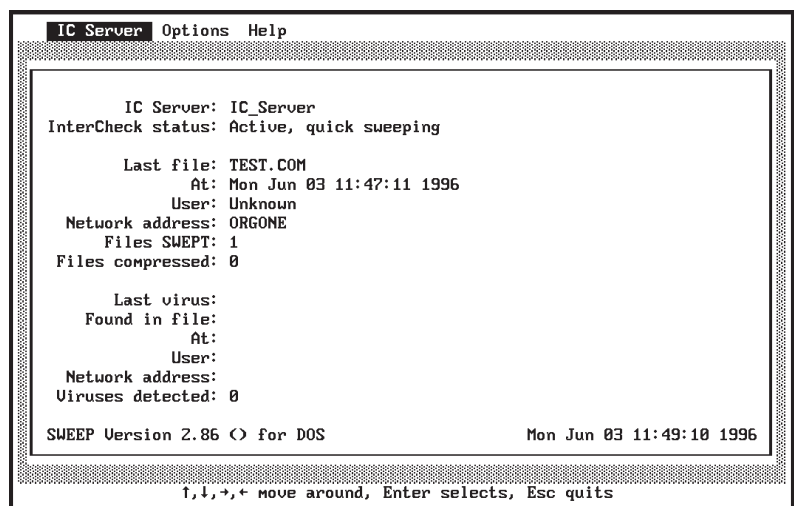 IC Server Options Help
IC Server: IC_Server
InterCheck status: Active, quick sweeping
Last file: TEST.COM
At: Mon Jun 03 11:47:11 1996
User: Unknown
Network address: ORGONE
Files SWEPT: 1
Files compressed: 0
Last virus:
Found in file:
At:
User:
Network address:
Viruses detected: 0
SWEEP Version 2.86 <> for DOS Mon Jun 03 11:49:10 1996
↑,↓,→,← move around, Enter selects, Esc quits